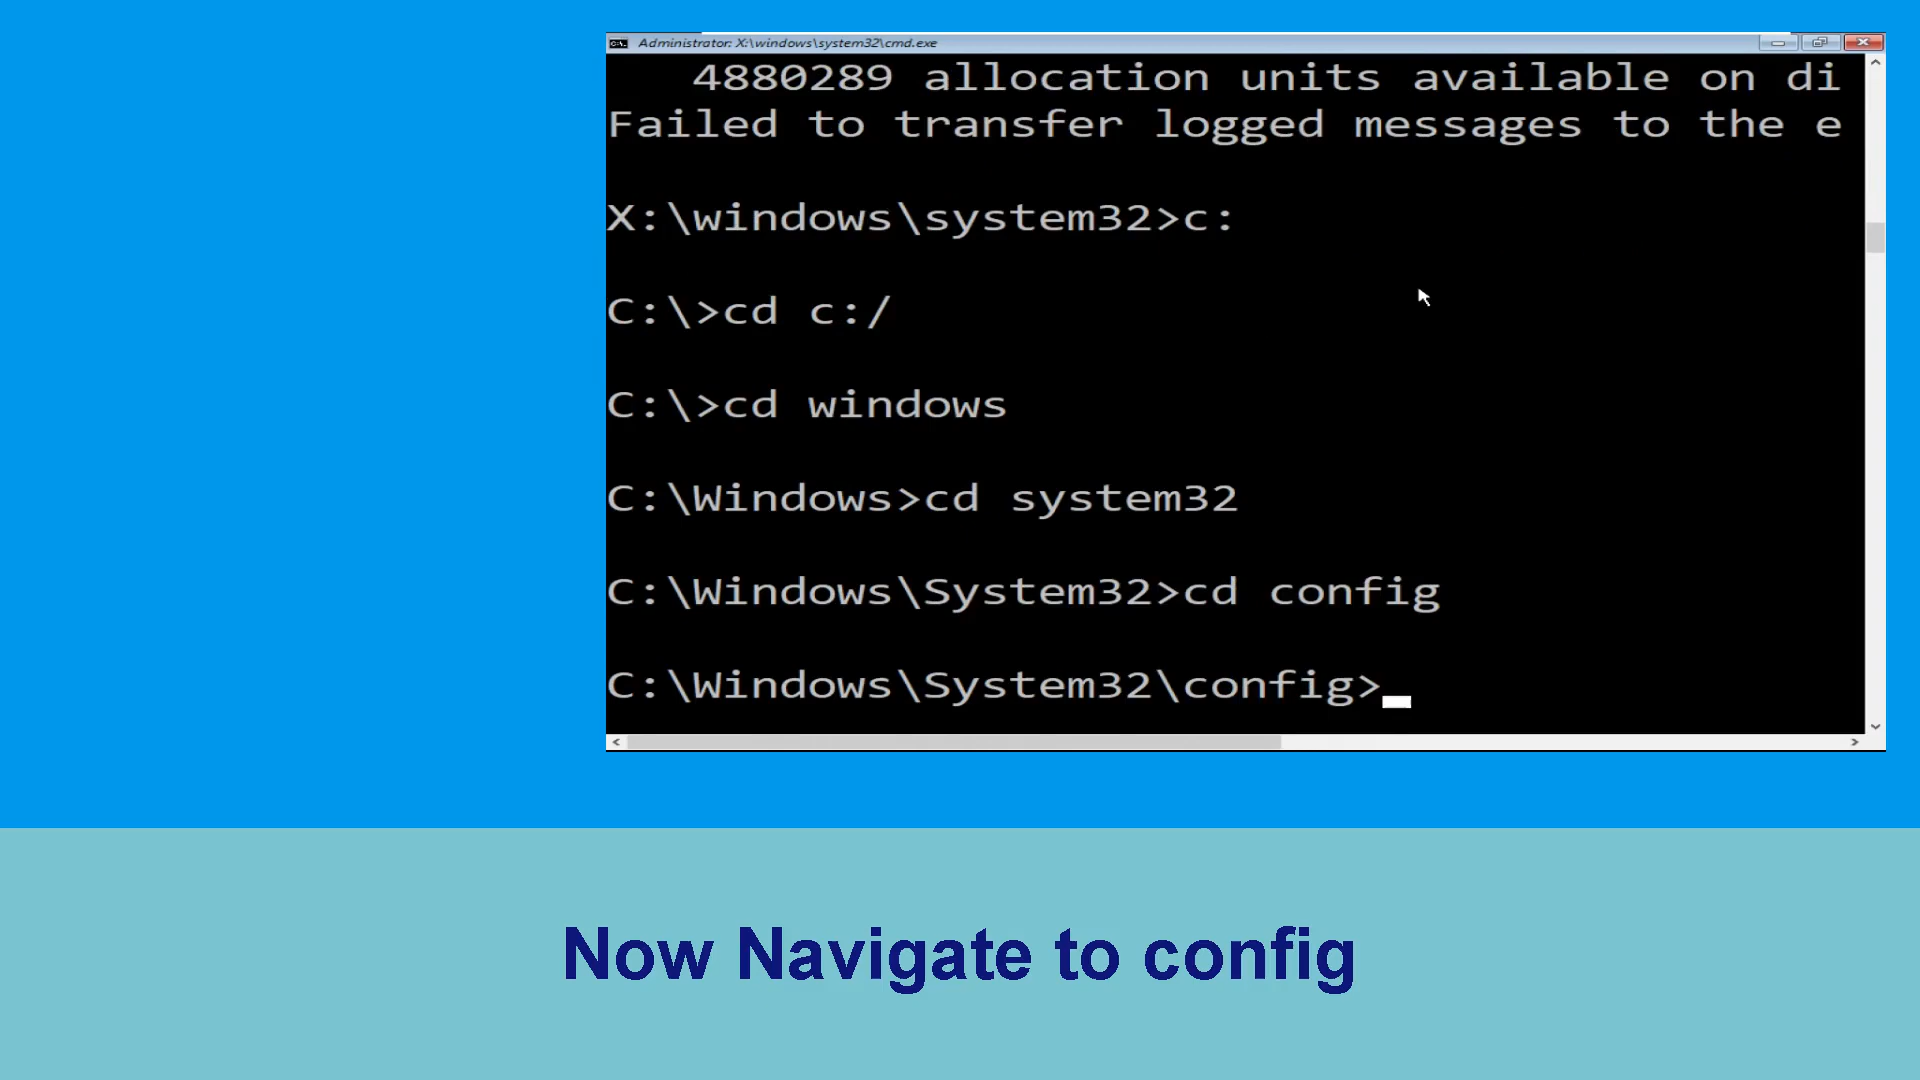 Administrator: X:\windows\system32\cmd.exe
4880289 allocation units available on di
Failed to transfer logged messages to the e
X:\windows\system32>c:
C:\>cd c:/
C:\>cd windows
C:\Windows>cd system32
C:\Windows\System32>cd config
C:\Windows\System32\config>
Now Navigate to config